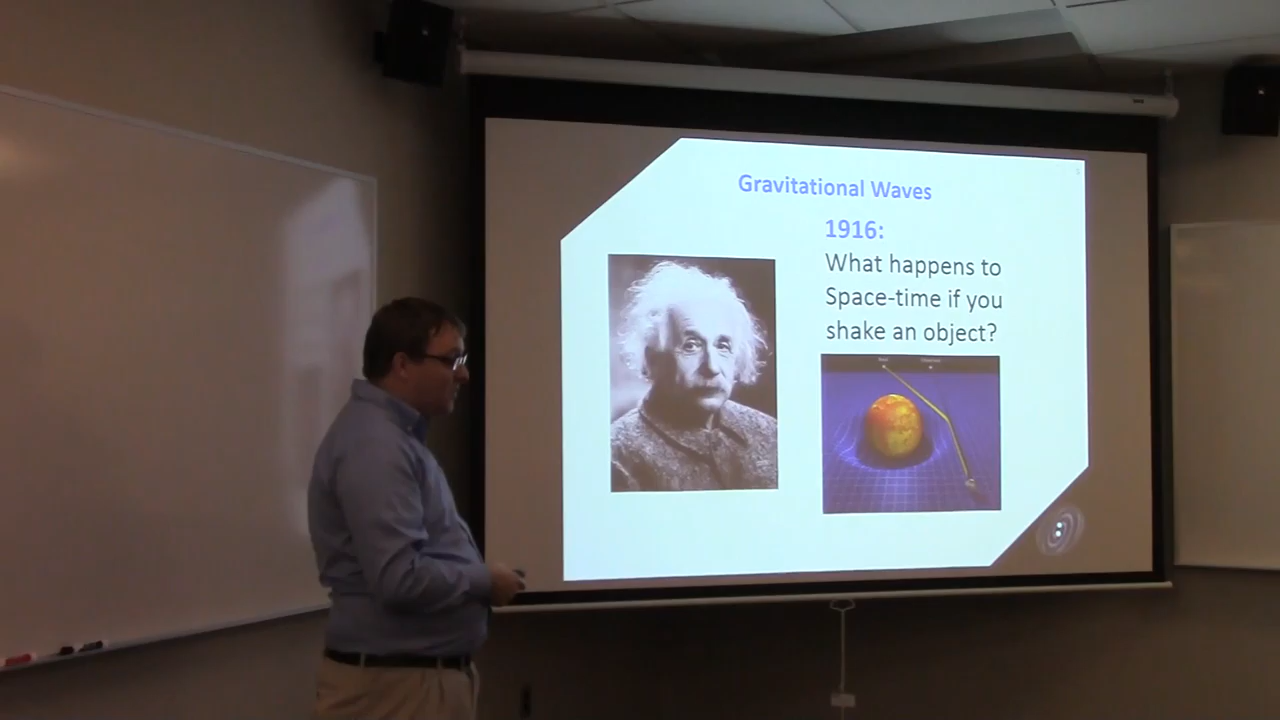 Gravitational Waves
1916:
What happens to
Space-time if you
shake an object?